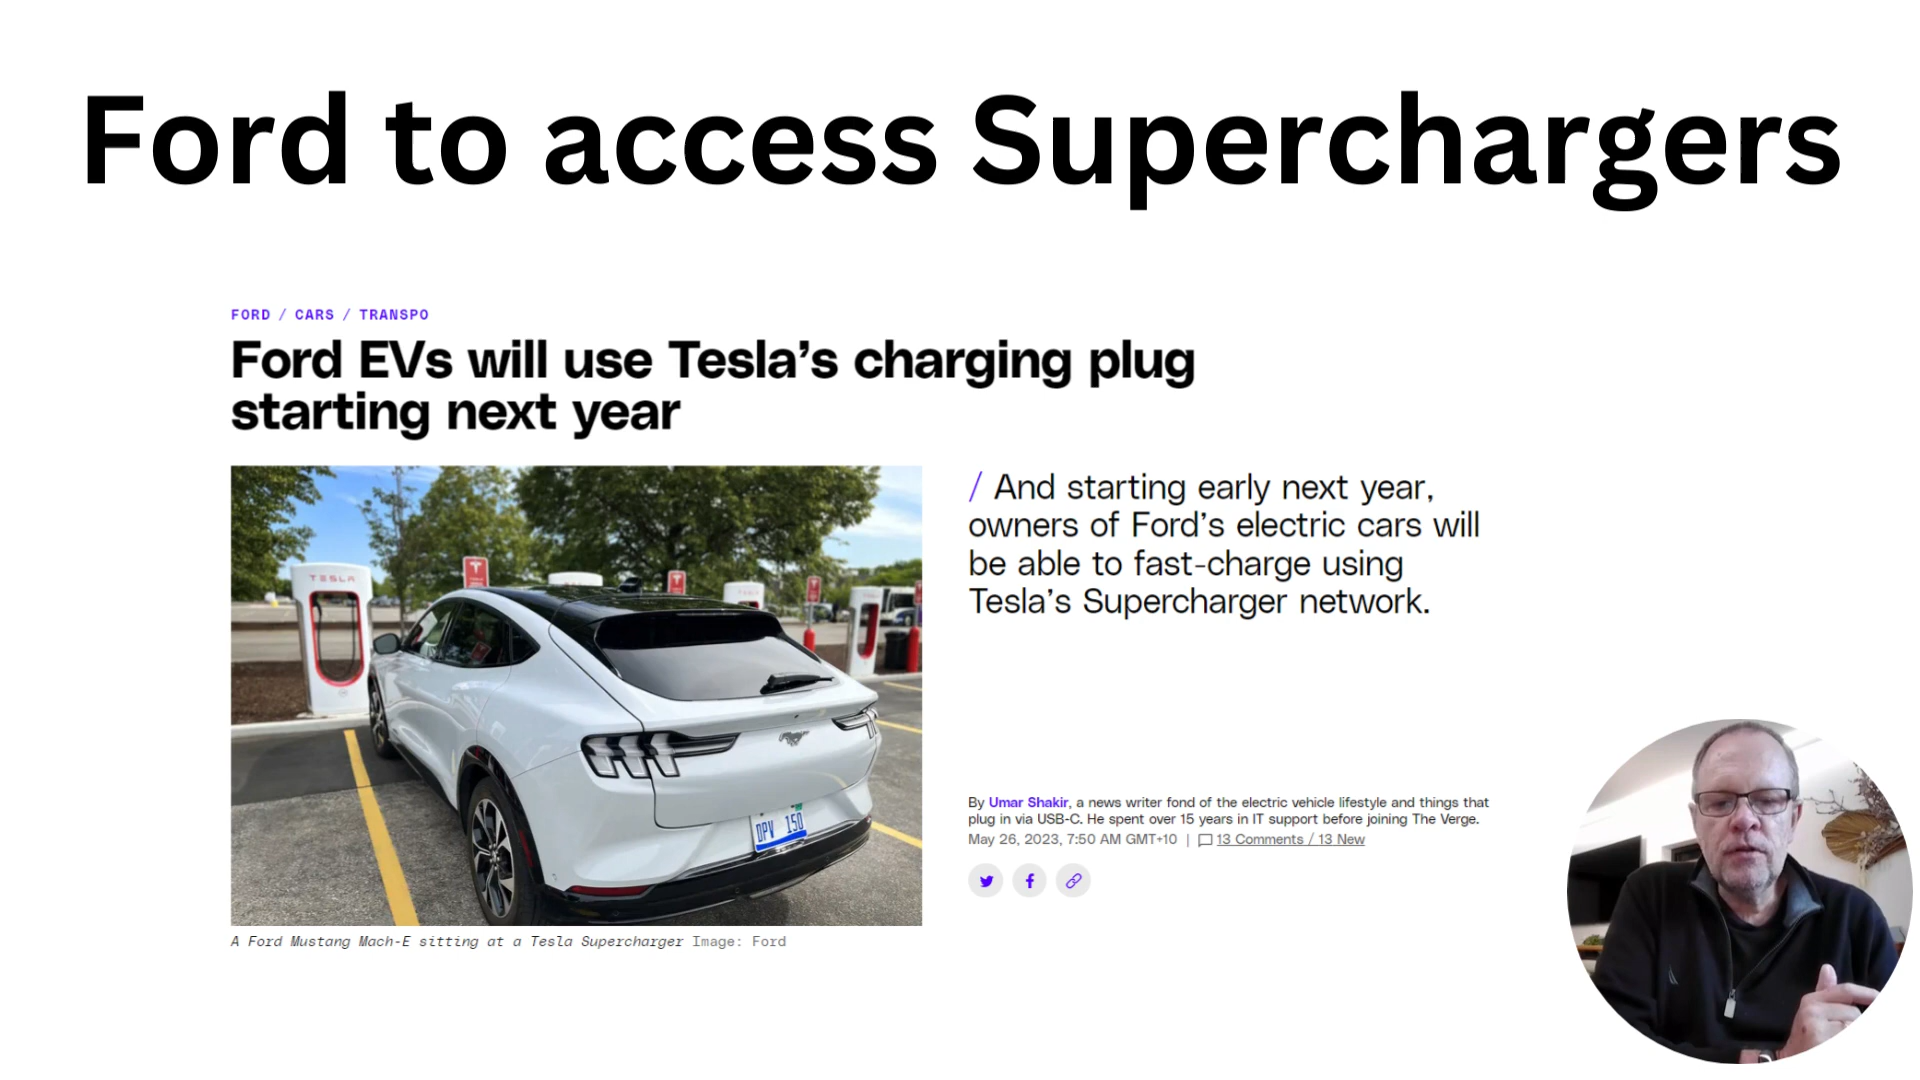 Ford to access Superchargers
FORD / CARS / TRANSPO
Ford EVs will use Tesla’s charging plug
starting next year
/ And starting early next year,
owners of Ford’s electric cars will
be able to fast-charge using
Tesla’s Supercharger network.
TESLA
DPV 150
By Umar Shakir, a news writer fond of the electric vehicle lifestyle and things that
plug in via USB-C. He spent over 15 years in IT support before joining The Verge.
May 26, 2023, 7:50 AM GMT+10 | 13 Comments / 13 New
A Ford Mustang Mach-E sitting at a Tesla Supercharger Image: Ford